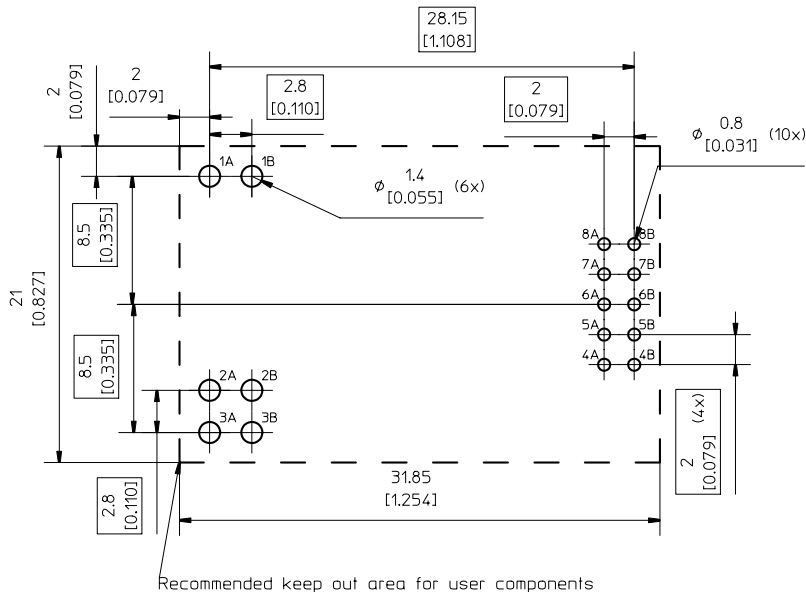 28.15
[1.108]
2
[0.079]
2
[0.079]
2.8
[0.110]
2
[0.079]
ø 0.8 (10x)
[0.031]
1A 1B
ø 1.4 (6x)
[0.055]
8.5
[0.335]
21
[0.827]
8A 8B
7A 7B
6A 6B
5A 5B
4A 4B
8.5
[0.335]
2A 2B
3A 3B
2 (4x)
[0.079]
2.8
[0.110]
31.85
[1.254]
Recommended keep out area for user components